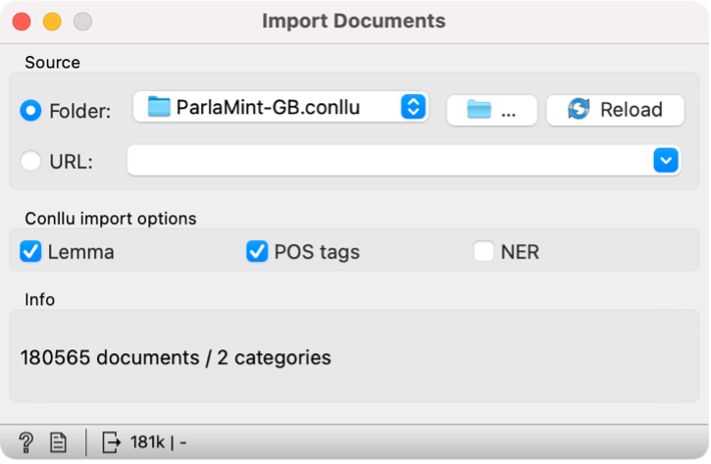 Import Documents
Source
Folder: ParlaMint-GB.conllu ... Reload
URL:
Conllu import options
Lemma POS tags NER
Info
180565 documents / 2 categories
? 181k | -